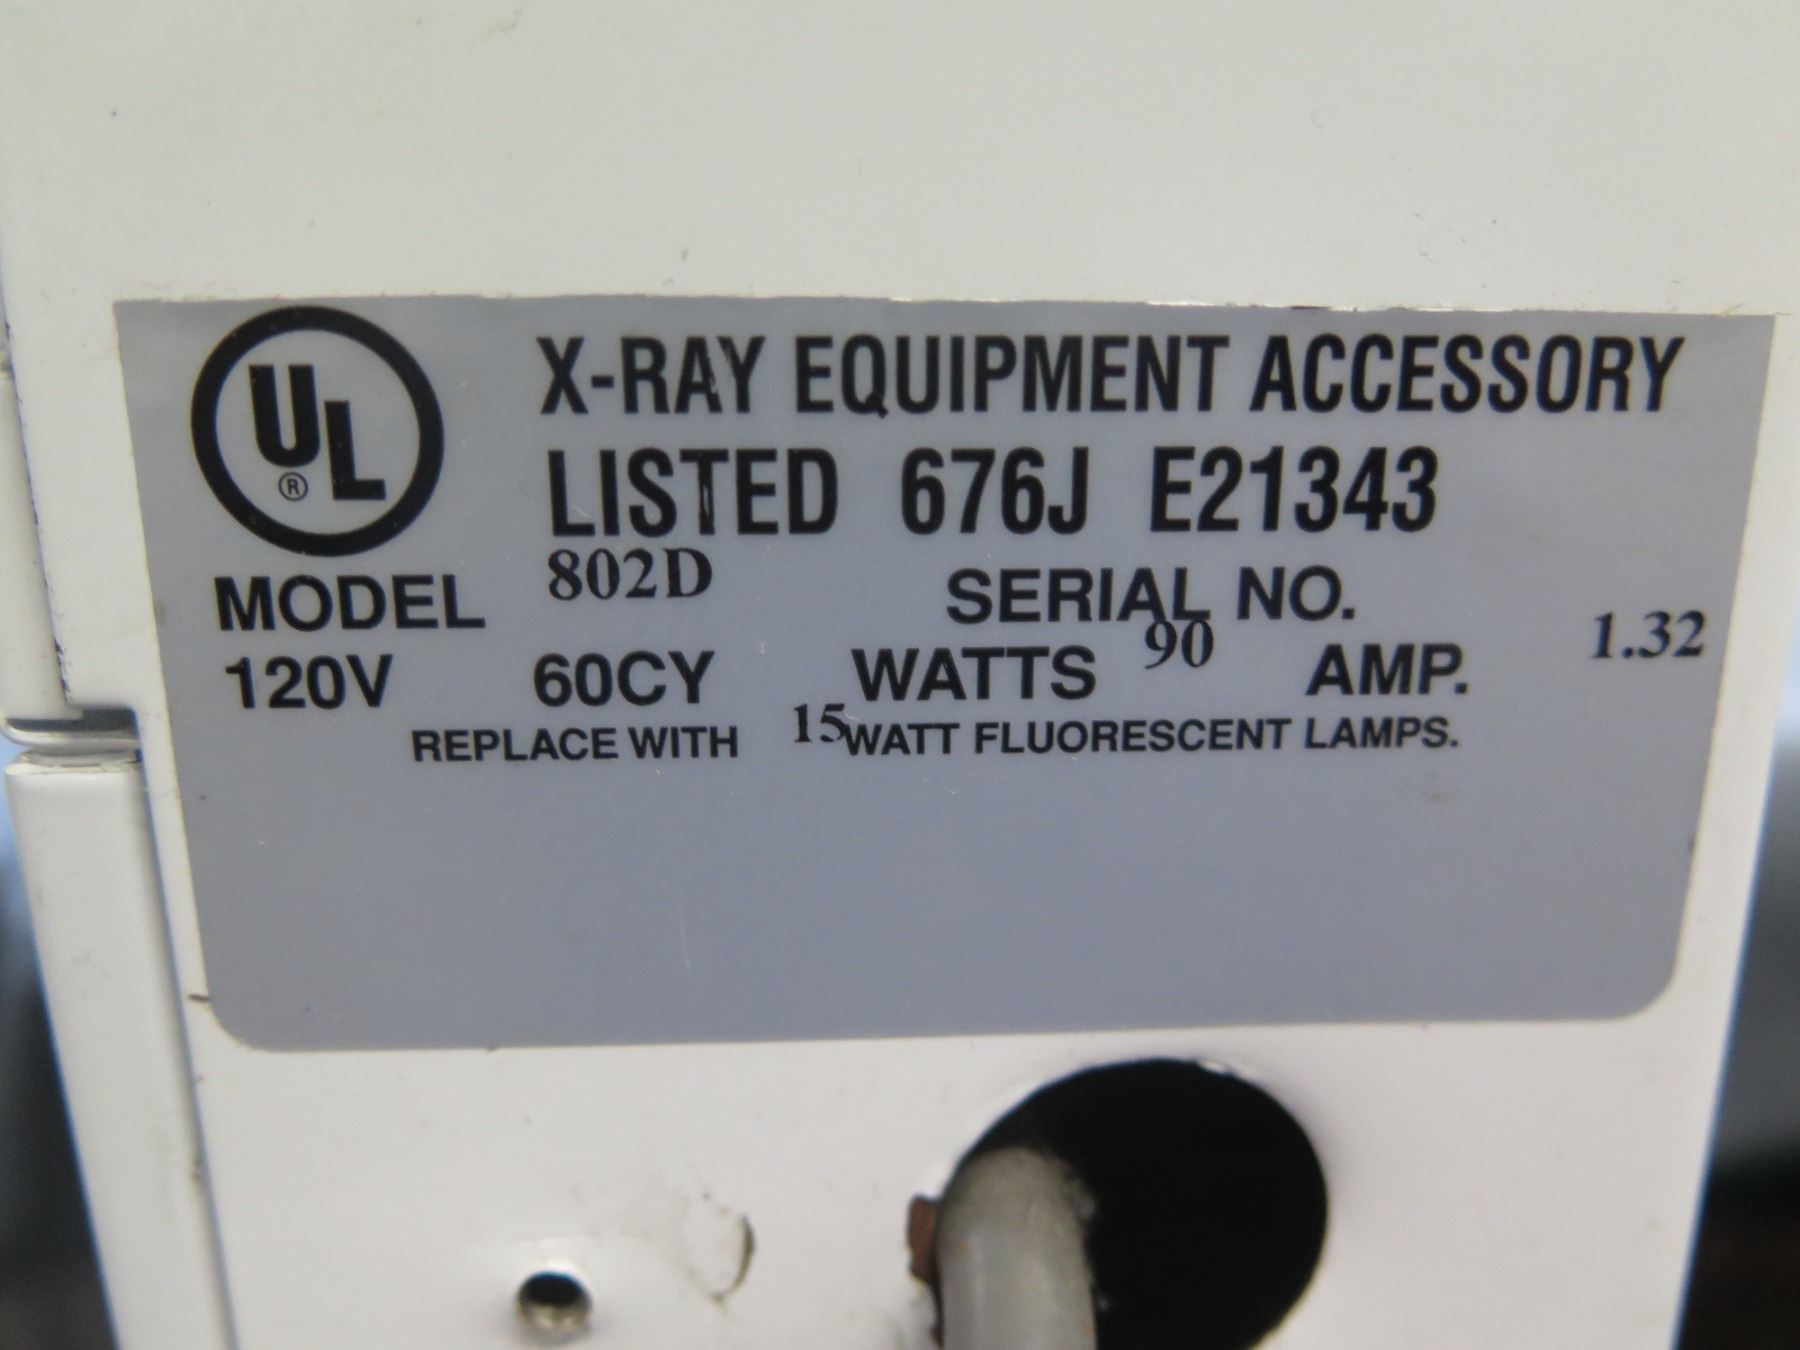 UL ® X-RAY EQUIPMENT ACCESSORY
LISTED 676J E21343
MODEL 802D SERIAL NO.
120V 60CY WATTS 90 AMP. 1.32
REPLACE WITH 15 WATT FLUORESCENT LAMPS.